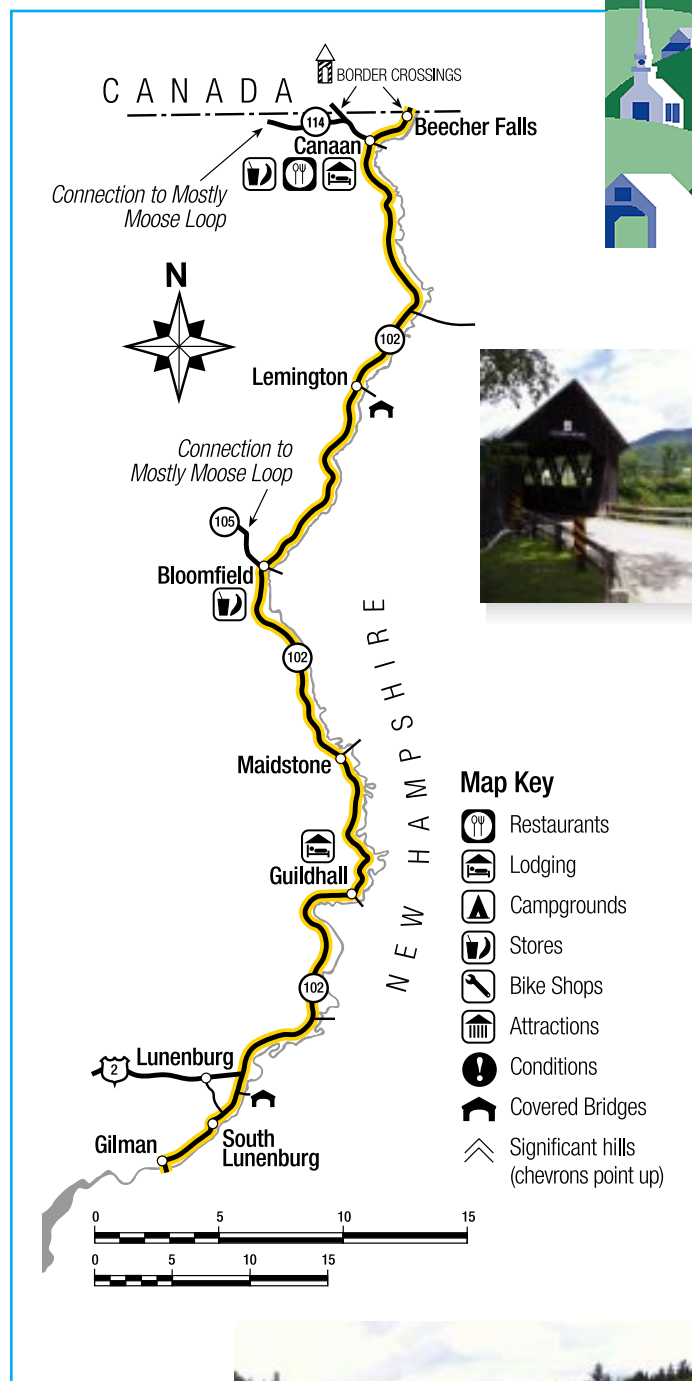 CANADA
BORDER CROSSINGS
114
Beecher Falls
Canaan
Connection to Mostly
Moose Loop
N
102
Lemington
Connection to
Mostly Moose Loop
105
Bloomfield
102
NEW HAMPSHIRE
Maidstone
Guildhall
102
Lunenburg
2
Gilman
South
Lunenburg
Map Key
Restaurants
Lodging
Campgrounds
Stores
Bike Shops
Attractions
Conditions
Covered Bridges
Significant hills
(chevrons point up)
0 5 10 15
0 5 10 15